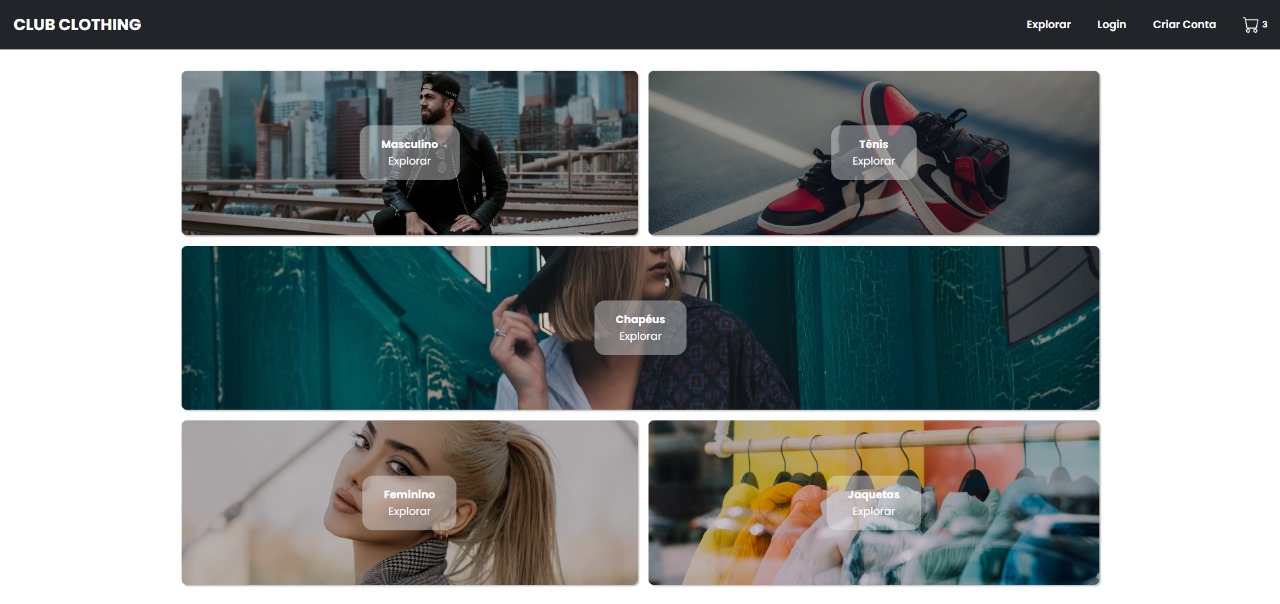 CLUB CLOTHING
Explorar
Login
Criar Conta
3
Masculino
Explorar
Tênis
Explorar
Chapéus
Explorar
Feminino
Explorar
Jaquetas
Explorar